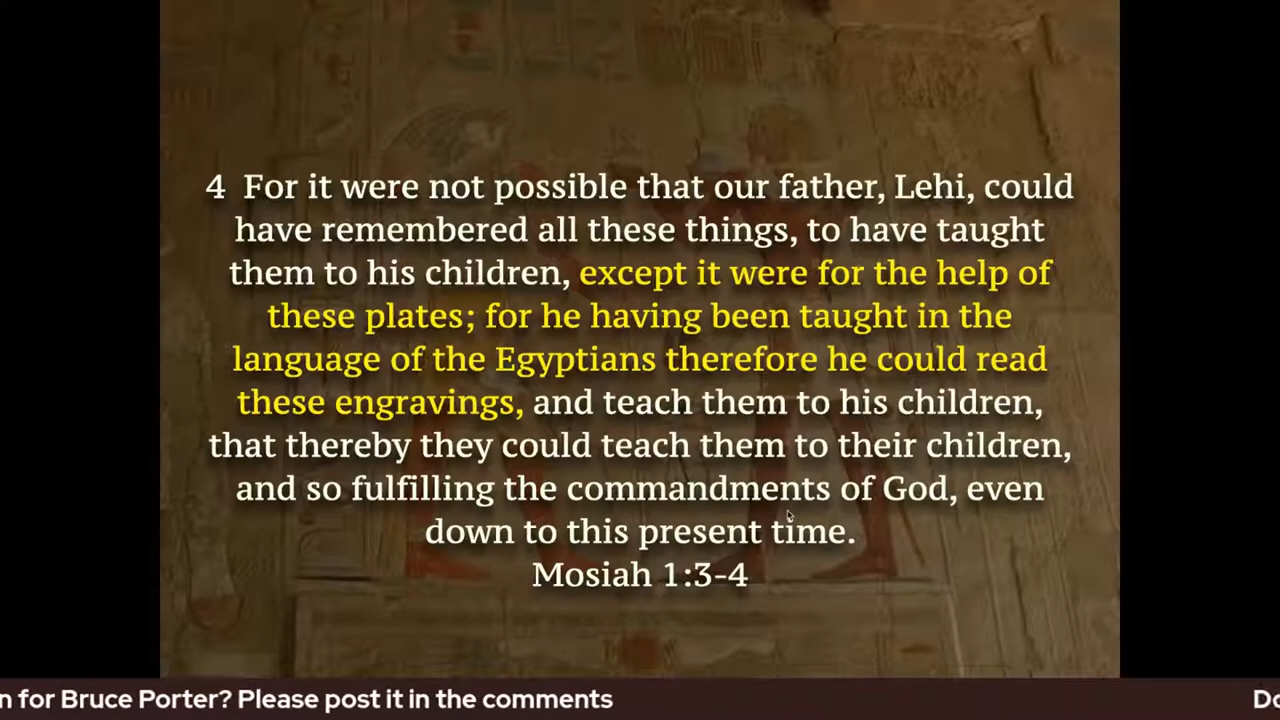 4 For it were not possible that our father, Lehi, could
have remembered all these things, to have taught
them to his children, except it were for the help of
these plates; for he having been taught in the
language of the Egyptians therefore he could read
these engravings, and teach them to his children,
that thereby they could teach them to their children,
and so fulfilling the commandments of God, even
down to this present time.
Mosiah 1:3-4
for Bruce Porter? Please post it in the comments